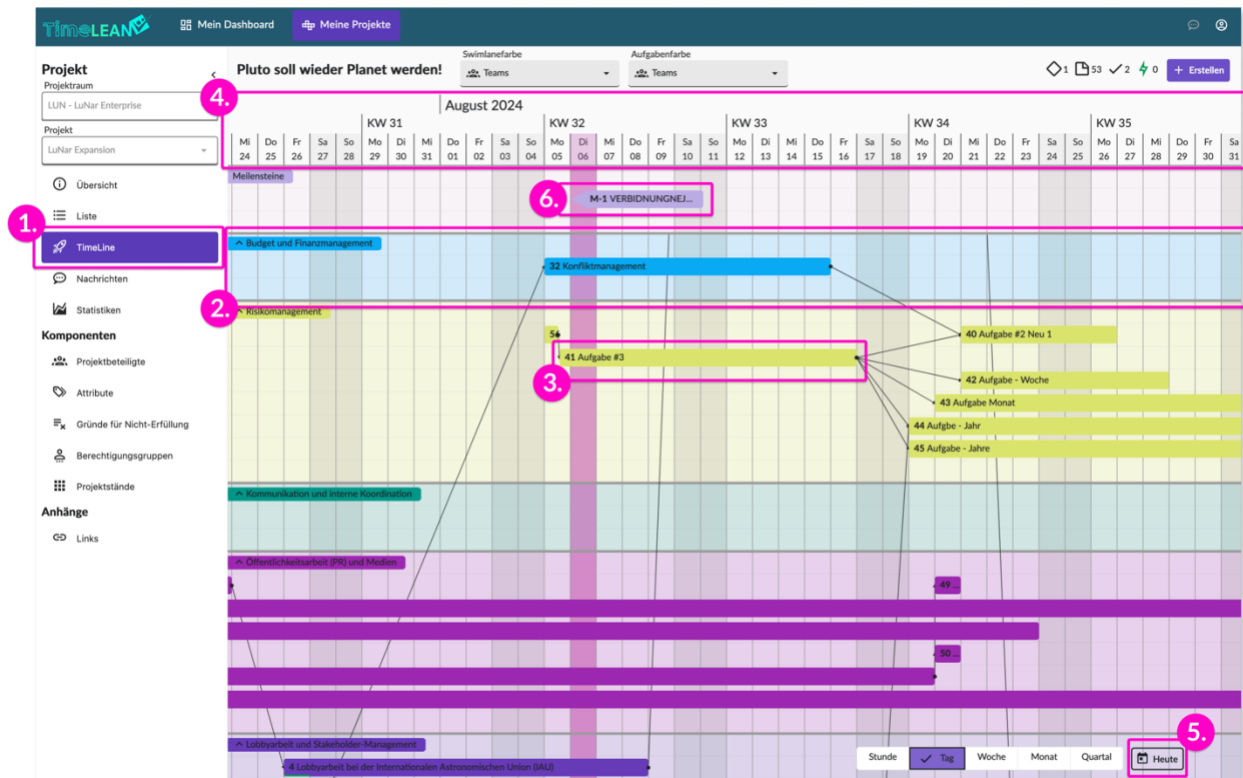 TimeLEAN
Mein Dashboard
Meine Projekte
Projekt
Projektraum
LUN - LuNar Enterprise
Projekt
LuNar Expansion
Übersicht
Liste
1.
TimeLine
Nachrichten
Statistiken
Komponenten
Projektbeteiligte
Attribute
Gründe für Nicht-Erfüllung
Berechtigungsgruppen
Projektstände
Anhänge
Links
Pluto soll wieder Planet werden!
Swimlanefarbe
Teams
Aufgabenfarbe
Teams
1 53 2 0
+ Erstellen
4.
August 2024
KW 31 KW 32 KW 33 KW 34 KW 35
Mi Do Fr Sa So Mo Di Mi Do Fr Sa So Mo Di Mi Do Fr Sa So Mo Di Mi Do Fr Sa So Mo Di Mi Do Fr Sa So Mo Di Mi Do Fr Sa
24 25 26 27 28 29 30 31 01 02 03 04 05 06 07 08 09 10 11 12 13 14 15 16 17 18 19 20 21 22 23 24 25 26 27 28 29 30 31
Meilensteine
6.
M-1 VERBIDNUNGNEJ...
Budget und Finanzmanagement
32 Konfliktmanagement
2.
Risikomanagement
40 Aufgabe #2 Neu 1
41 Aufgabe #3
3.
42 Aufgabe - Woche
43 Aufgabe Monat
44 Aufgbe - Jahr
45 Aufgabe - Jahre
Kommunikation und interne Koordination
Öffentlichkeitsarbeit (PR) und Medien
49 ...
50 ...
Lobbyarbeit und Stakeholder-Management
4 Lobbyarbeit bei der Internationalen Astronomischen Union (IAU)
5.
Stunde Tag Woche Monat Quartal Heute